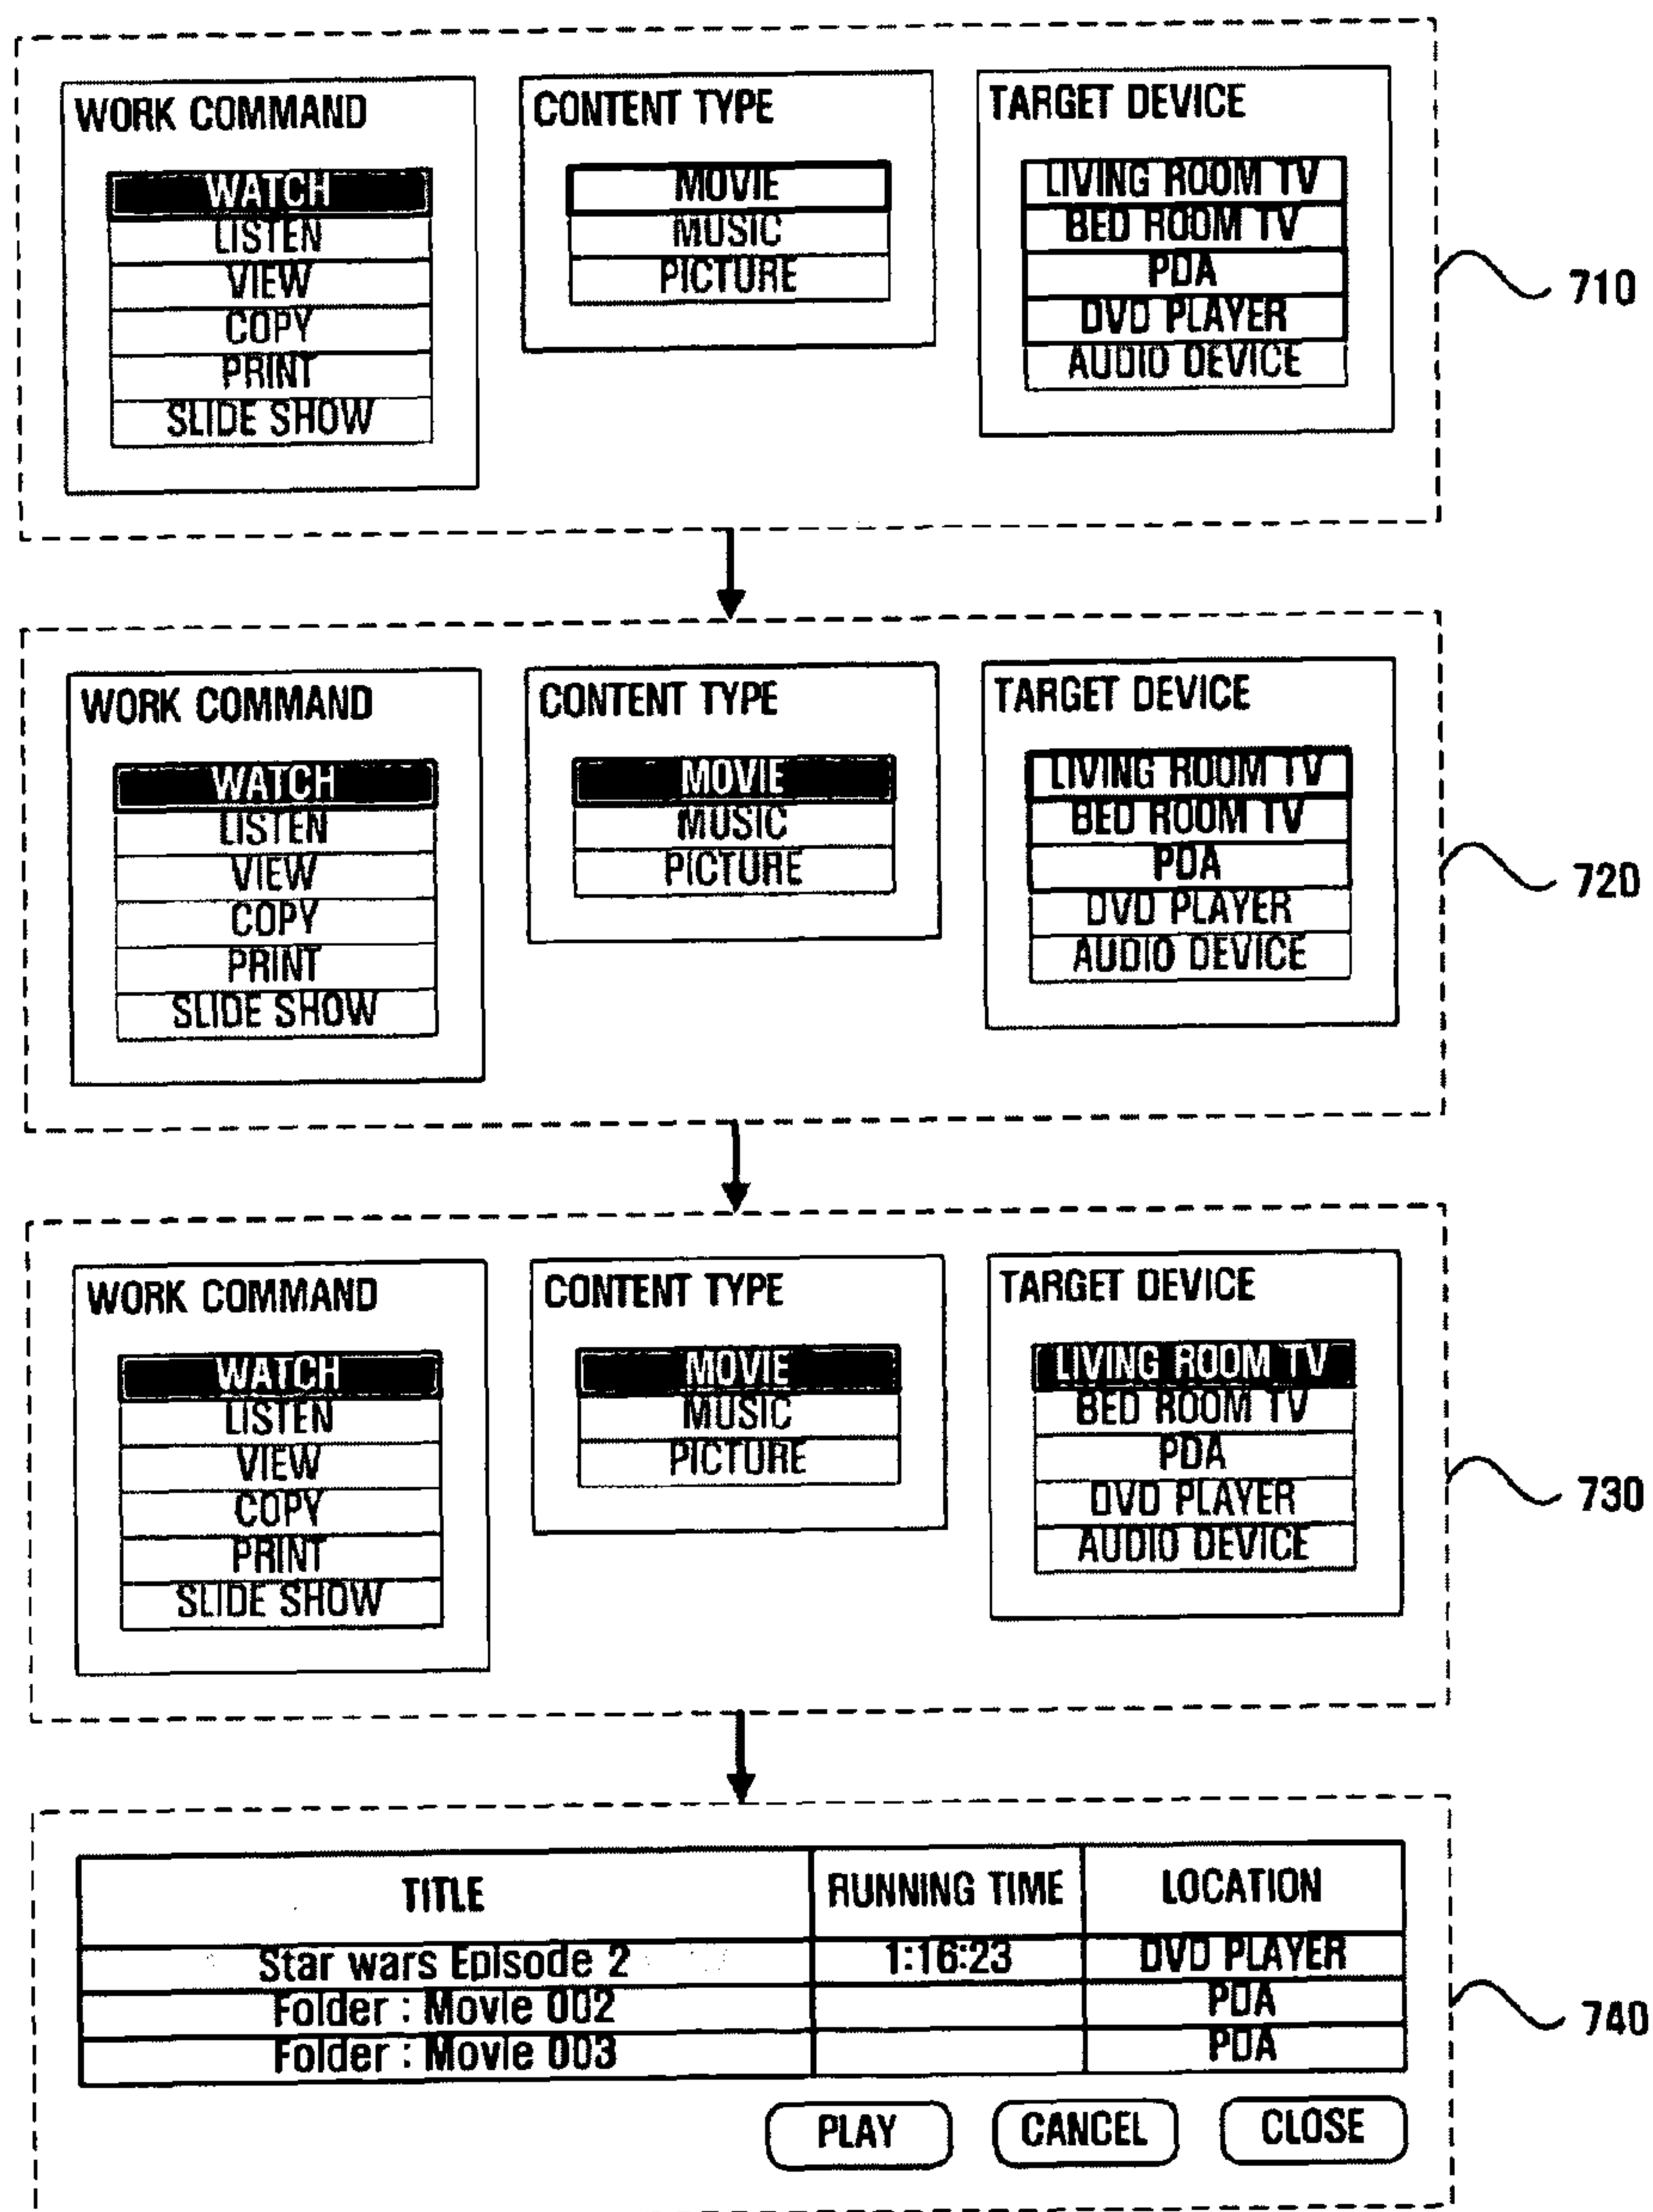 WORK COMMAND
WATCH
LISTEN
VIEW
COPY
PRINT
SLIDE SHOW
CONTENT TYPE
MOVIE
MUSIC
PICTURE
TARGET DEVICE
LIVING ROOM TV
BED ROOM TV
PDA
DVD PLAYER
AUDIO DEVICE
710
WORK COMMAND
WATCH
LISTEN
VIEW
COPY
PRINT
SLIDE SHOW
CONTENT TYPE
MOVIE
MUSIC
PICTURE
TARGET DEVICE
LIVING ROOM TV
BED ROOM TV
PDA
DVD PLAYER
AUDIO DEVICE
720
WORK COMMAND
WATCH
LISTEN
VIEW
COPY
PRINT
SLIDE SHOW
CONTENT TYPE
MOVIE
MUSIC
PICTURE
TARGET DEVICE
LIVING ROOM TV
BED ROOM TV
PDA
DVD PLAYER
AUDIO DEVICE
730
TITLE RUNNING TIME LOCATION
Star wars Episode 2 1:16:23 DVD PLAYER
Folder : Movie 002 PDA
Folder : Movie 003 PDA
740
PLAY CANCEL CLOSE